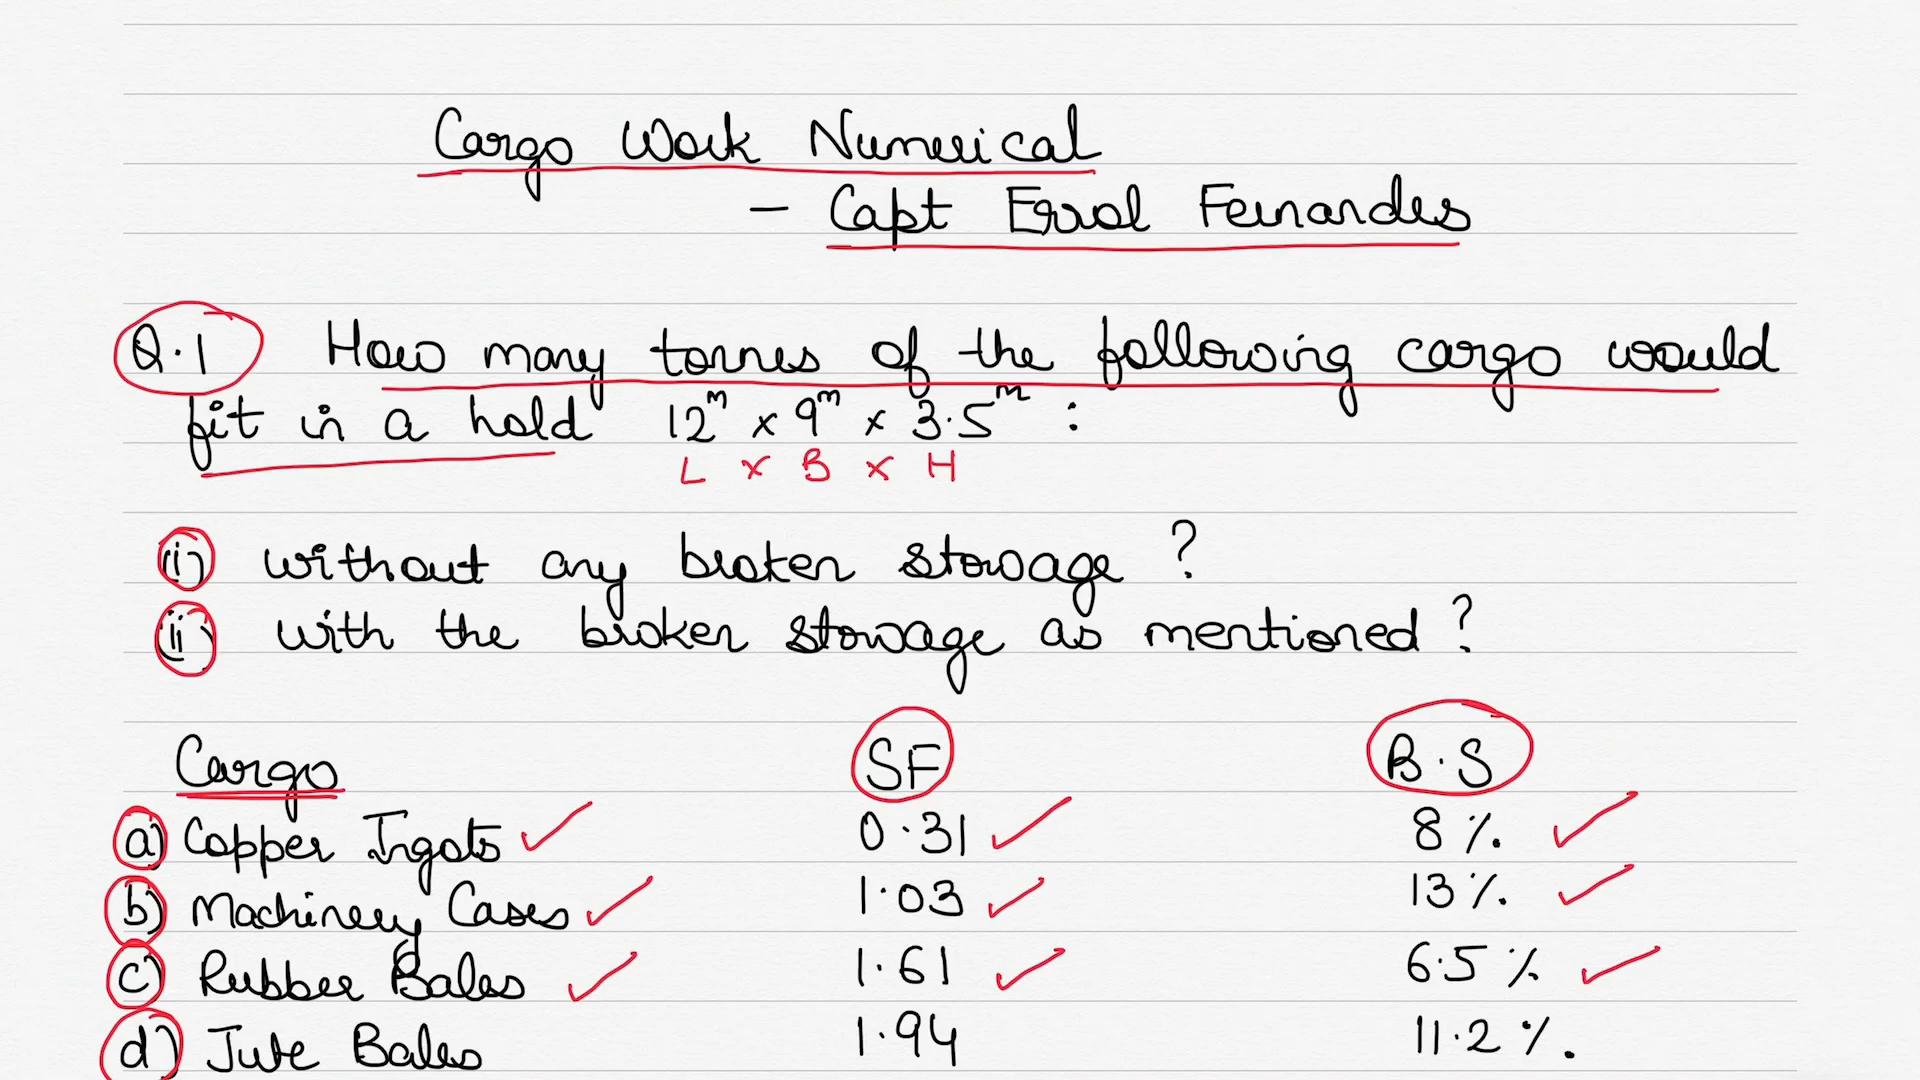 Cargo Work Numerical
- Capt Errol Fernandes
Q.1 How many tonnes of the following cargo would
fit in a hold 12ᵐ x 9ᵐ x 3.5ᵐ :
L x B x H
(i) without any broken stowage ?
(ii) with the broken stowage as mentioned ?
Cargo SF B.S
a) Copper Ingots 0.31 8 %.
b) Machinery Cases 1.03 13 %.
c) Rubber Bales 1.61 6.5 %.
d) Jute Bales 1.94 11.2 %.